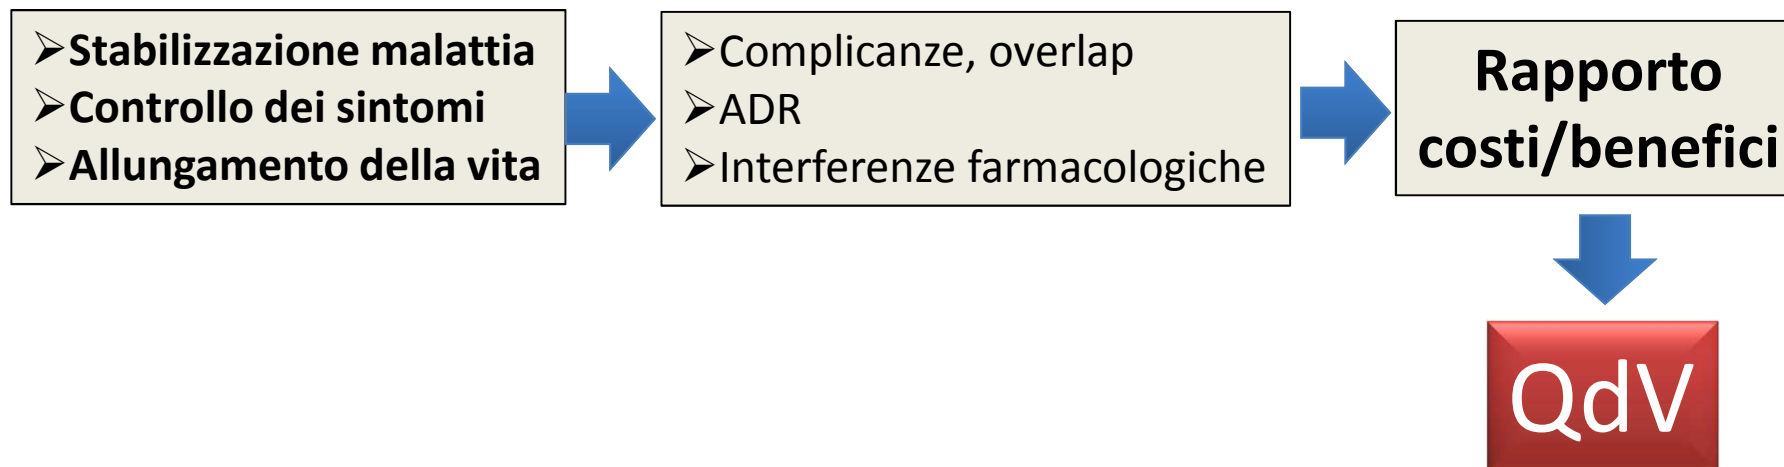 ➢Stabilizzazione malattia
➢Controllo dei sintomi
➢Allungamento della vita
➢Complicanze, overlap
➢ADR
➢Interferenze farmacologiche
Rapporto
costi/benefici
QdV